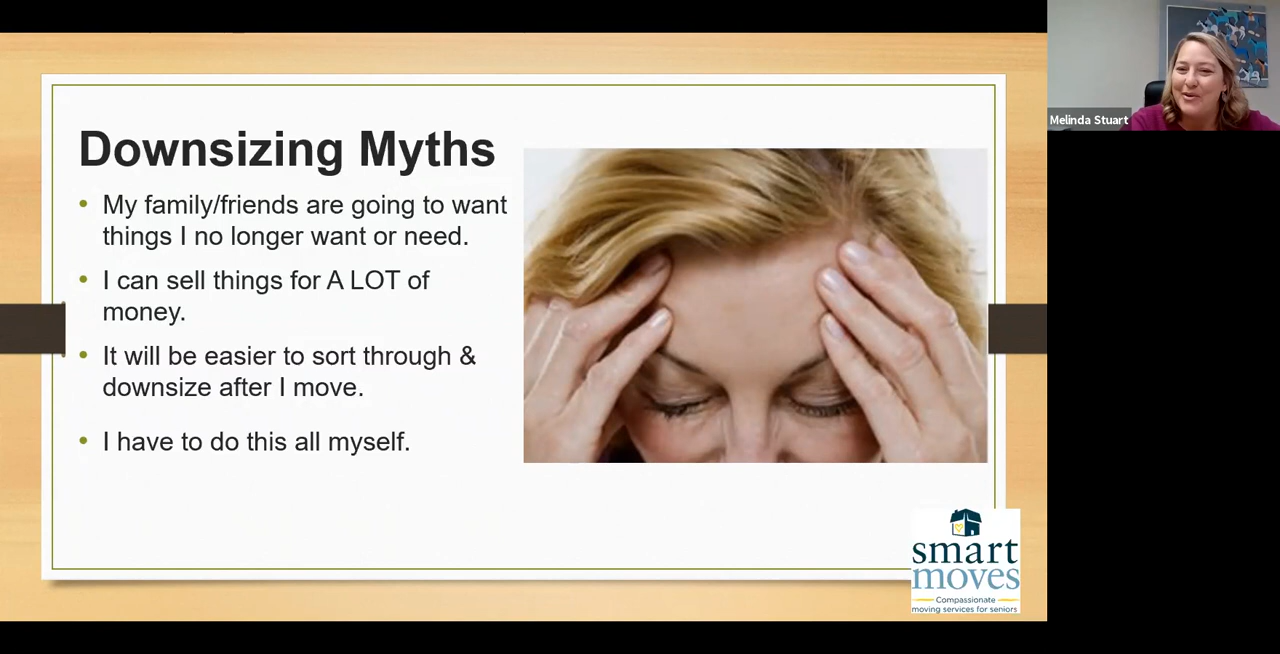 Downsizing Myths
• My family/friends are going to want
things I no longer want or need.
• I can sell things for A LOT of
money.
• It will be easier to sort through &
downsize after I move.
• I have to do this all myself.
smart
moves
Compassionate
moving services for seniors
Melinda Stuart